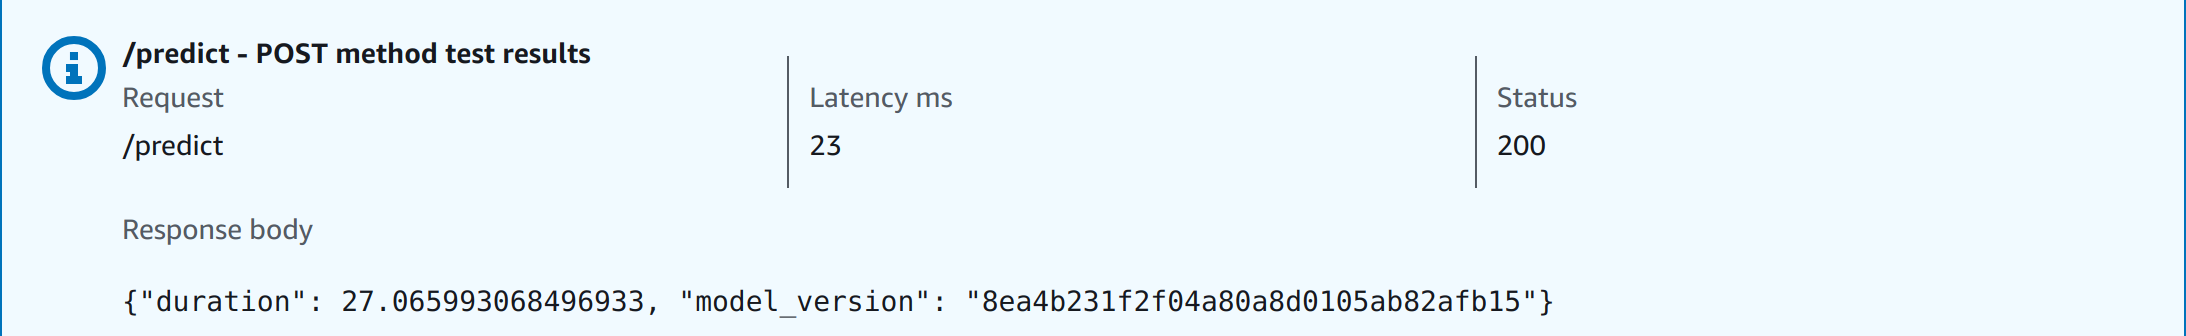 /predict - POST method test results
Request
/predict
Latency ms
23
Status
200
Response body
{"duration": 27.065993068496933, "model_version": "8ea4b231f2f04a80a8d0105ab82afb15"}